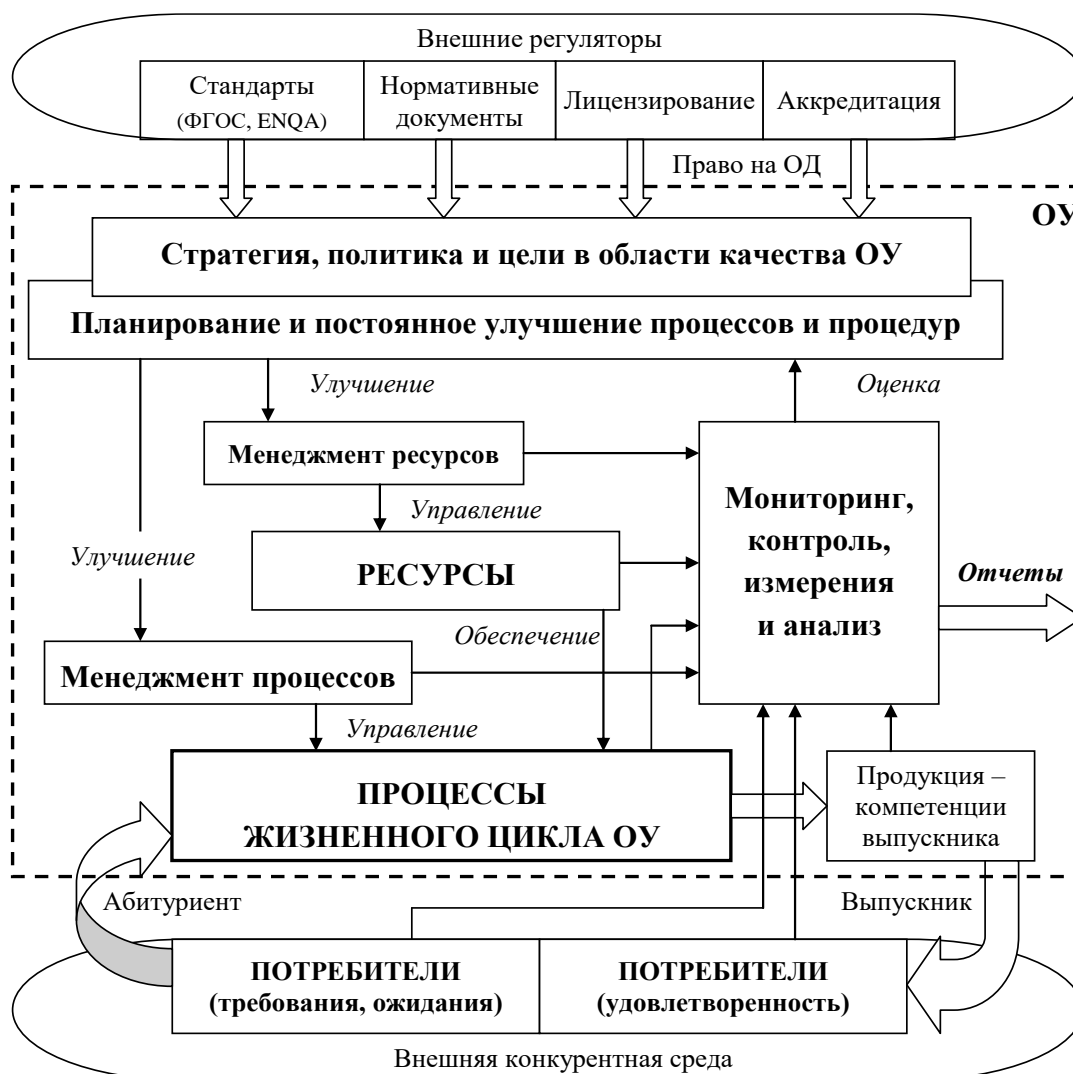 Внешние регуляторы
Стандарты
(ФГОС, ENQA)
Нормативные
документы
Лицензирование
Аккредитация
Право на ОД
ОУ
Стратегия, политика и цели в области качества ОУ
Планирование и постоянное улучшение процессов и процедур
Улучшение
Оценка
Менеджмент ресурсов
Управление
Мониторинг,
контроль,
измерения
и анализ
Улучшение
РЕСУРСЫ
Отчеты
Обеспечение
Менеджмент процессов
Управление
ПРОЦЕССЫ
ЖИЗНЕННОГО ЦИКЛА ОУ
Продукция –
компетенции
выпускника
Абитуриент
Выпускник
ПОТРЕБИТЕЛИ
(требования, ожидания)
ПОТРЕБИТЕЛИ
(удовлетворенность)
Внешняя конкурентная среда